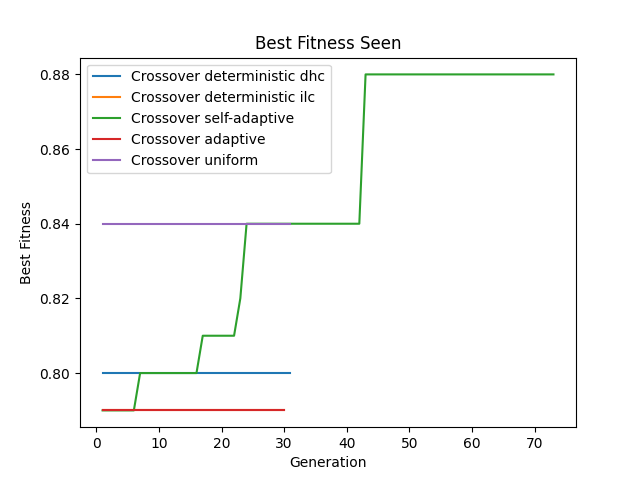 Best Fitness Seen
Crossover deterministic dhc
Crossover deterministic ilc
Crossover self-adaptive
Crossover adaptive
Crossover uniform
Best Fitness
0.88
0.86
0.84
0.82
0.80
0 10 20 30 40 50 60 70
Generation